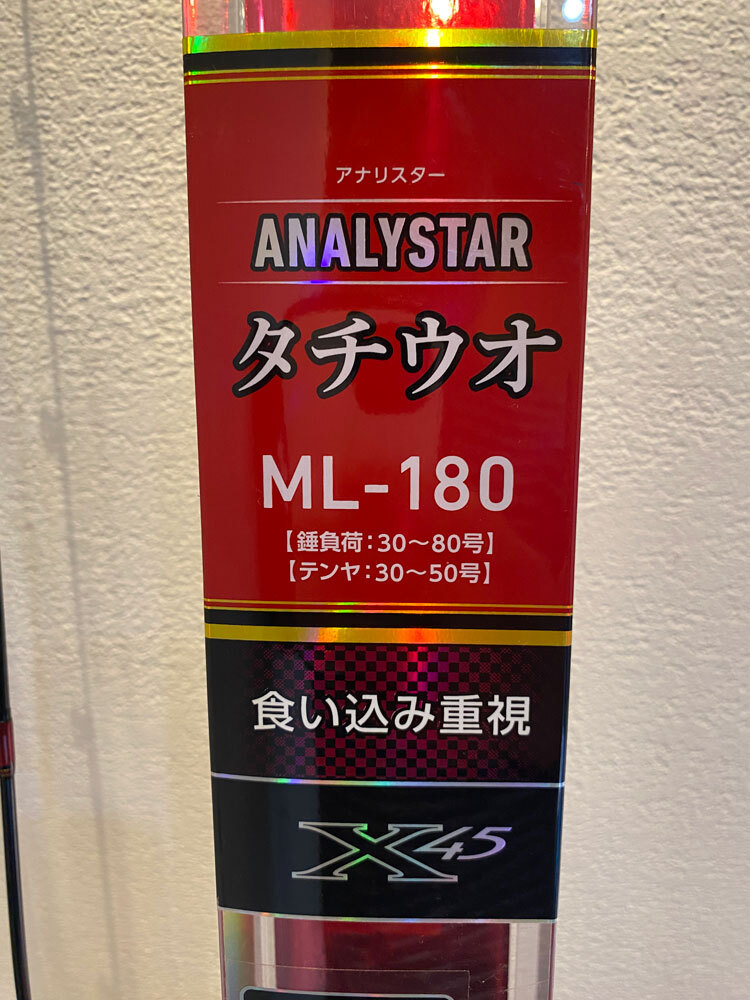 アナリスター
ANALYSTAR
タチウオ
ML-180
【錘負荷:30〜80号】
【テンヤ:30〜50号】
食い込み重視
X45